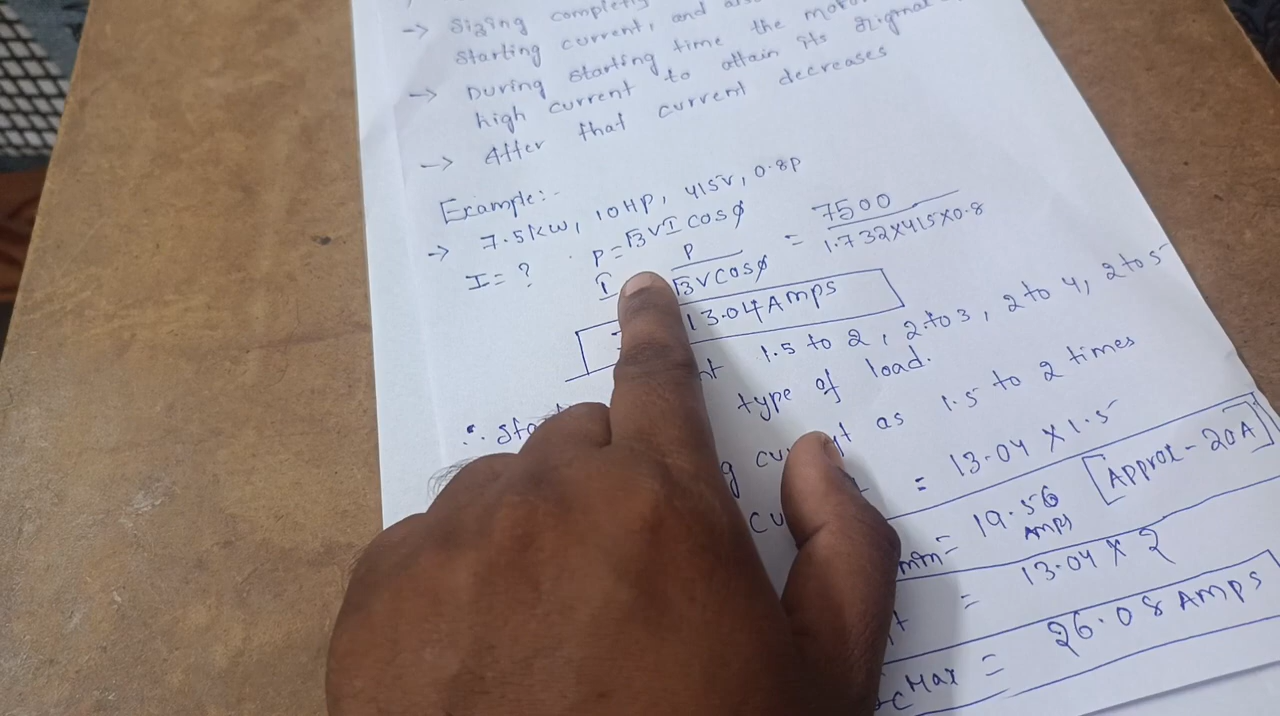 → Sizing completely
starting current, and
→ During starting time the moto
high current to attain its original
→ After that current decreases
Example:-
→ 7.5kw, 10HP, 415v, 0.8p
I = ? P=√3VI cosϕ
I P/√3VCosϕ = 7500/1.732×415×0.8
13.04Amps
∴ 1.5 to 2, 2 to 3, 2 to 4, 2 to 5
type of load.
as 1.5 to 2 times
= 13.04 × 1.5
= 19.56 Amps [Approx - 20A]
= 13.04 × 2
Max = 26.08 Amps